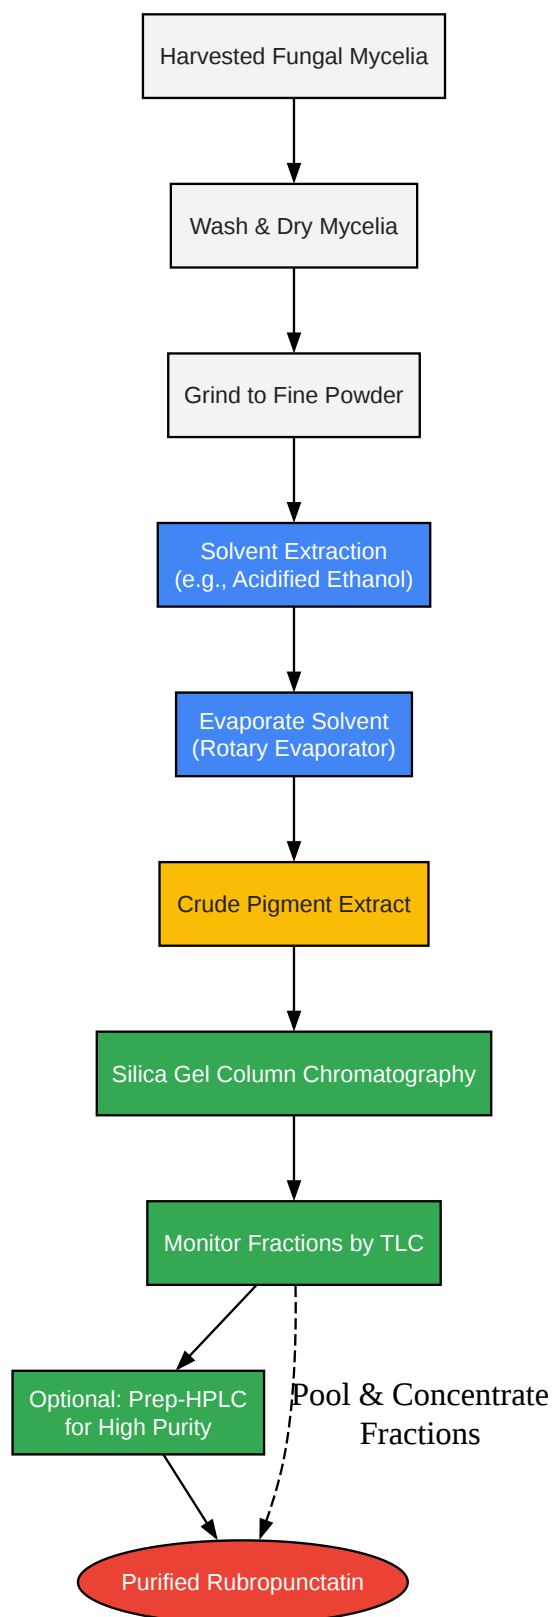 Harvested Fungal Mycelia
Wash & Dry Mycelia
Grind to Fine Powder
Solvent Extraction
(e.g., Acidified Ethanol)
Evaporate Solvent
(Rotary Evaporator)
Crude Pigment Extract
Silica Gel Column Chromatography
Monitor Fractions by TLC
Optional: Prep-HPLC
for High Purity
Pool & Concentrate
Fractions
Purified Rubropunctatin